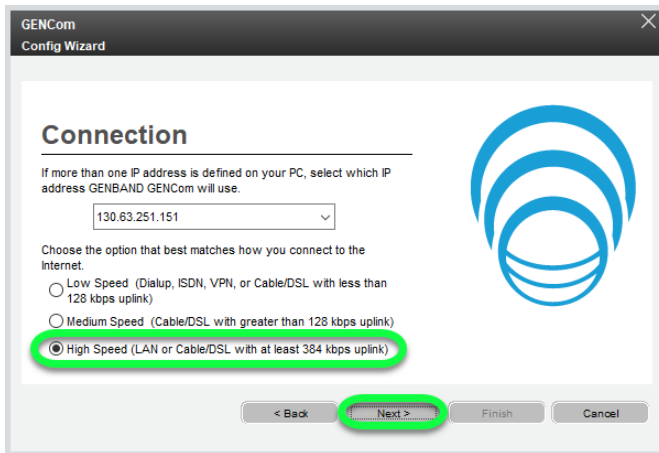 GENCom
Config Wizard
Connection
If more than one IP address is defined on your PC, select which IP
address GENBAND GENCom will use.
130.63.251.151
Choose the option that best matches how you connect to the
Internet.
Low Speed (Dialup, ISDN, VPN, or Cable/DSL with less than
128 kbps uplink)
Medium Speed (Cable/DSL with greater than 128 kbps uplink)
High Speed (LAN or Cable/DSL with at least 384 kbps uplink)
< Back Next > Finish Cancel